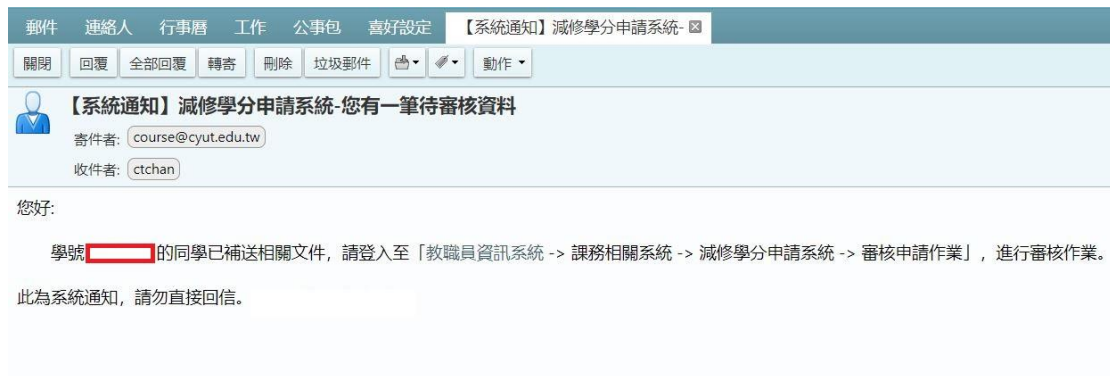 郵件 連絡人 行事曆 工作 公事包 喜好設定 【系統通知】減修學分申請系統-
關閉 回覆 全部回覆 轉寄 刪除 垃圾郵件 動作
【系統通知】減修學分申請系統-您有一筆待審核資料
寄件者: course@cyut.edu.tw
收件者: ctchan
您好:
學號 的同學已補送相關文件，請登入至「教職員資訊系統 -> 課務相關系統 -> 減修學分申請系統 -> 審核申請作業」，進行審核作業。
此為系統通知，請勿直接回信。